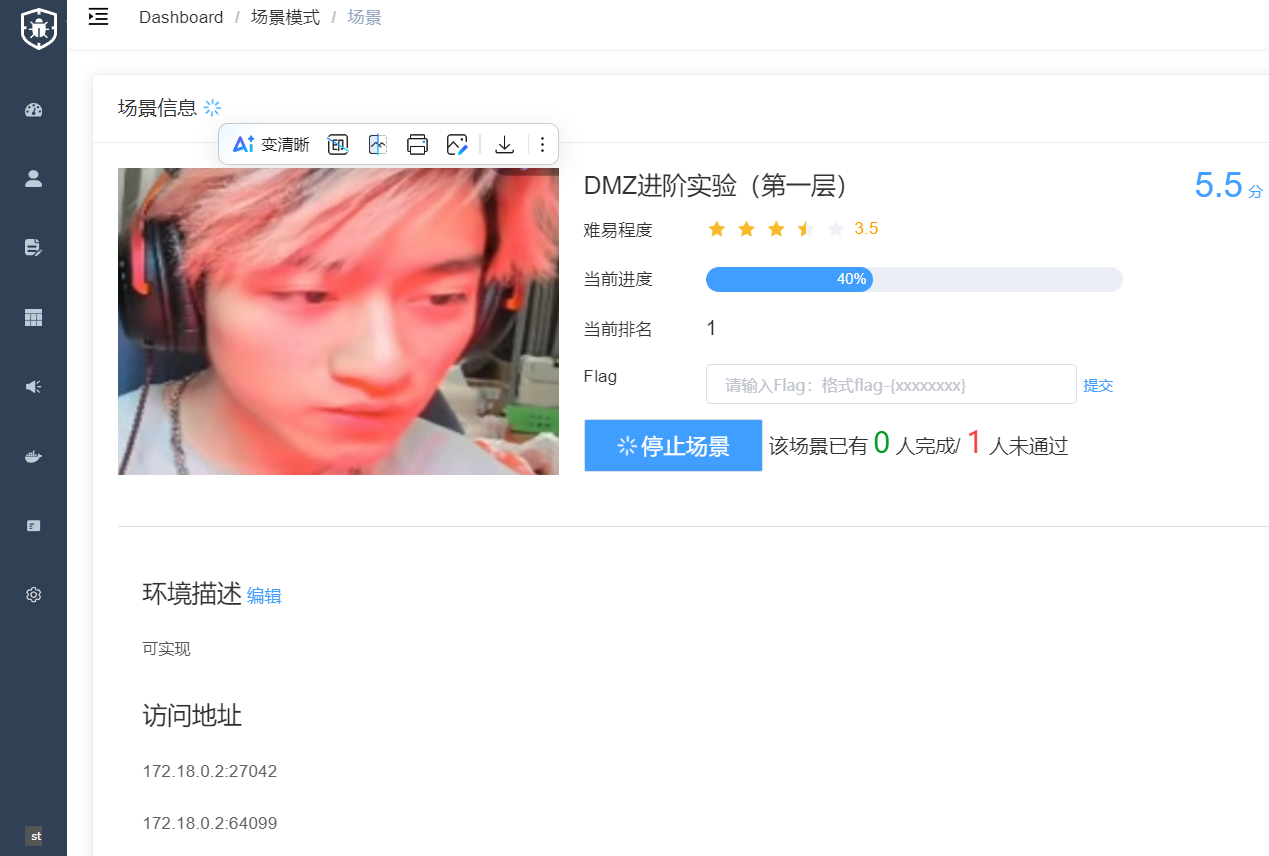 Dashboard / 场景模式 / 场景
场景信息
Ai 变清晰
DMZ进阶实验（第一层）
5.5 分
难易程度 3.5
当前进度 40%
当前排名 1
Flag 请输入Flag：格式flag-{xxxxxxxx} 提交
停止场景 该场景已有 0 人完成/ 1 人未通过
环境描述 编辑
可实现
访问地址
172.18.0.2:27042
172.18.0.2:64099
st